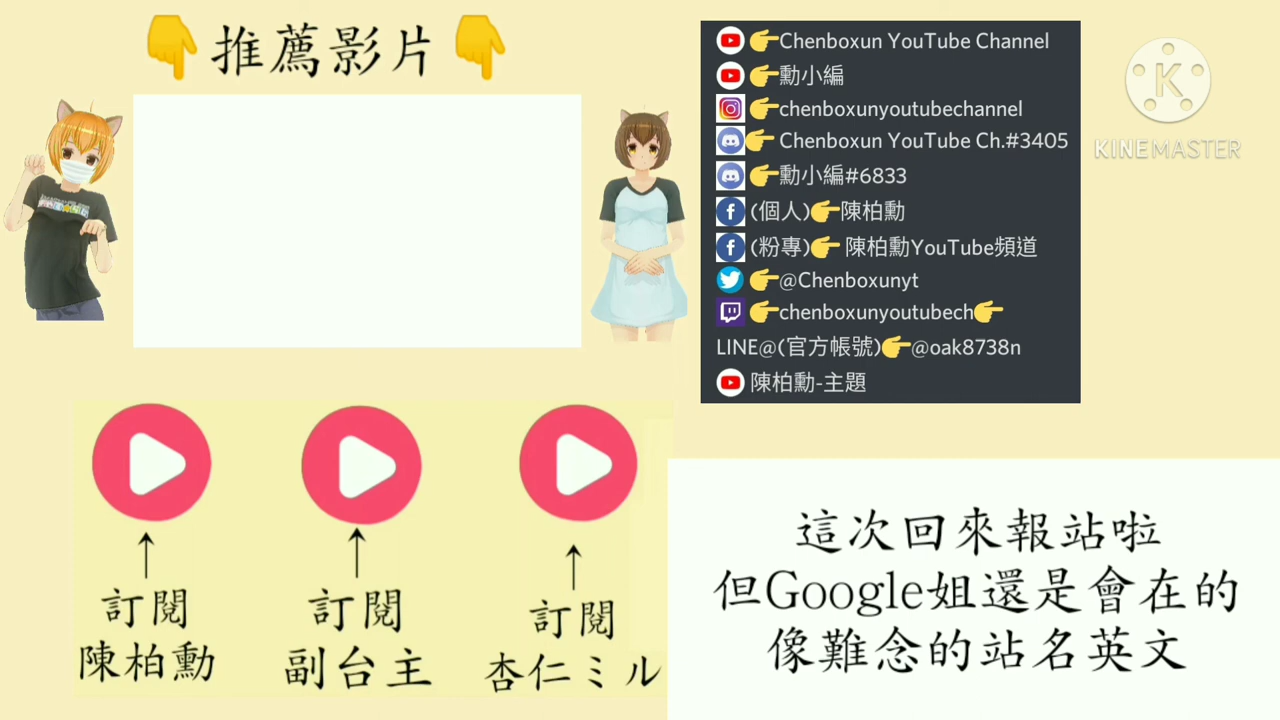 👇推薦影片👇
👉Chenboxun YouTube Channel
👉勳小編
👉chenboxunyoutubechannel
👉Chenboxun YouTube Ch.#3405
👉勳小編#6833
(個人)👉陳柏勳
(粉專)👉陳柏勳YouTube頻道
👉@Chenboxunyt
👉chenboxunyoutubech👉
LINE@(官方帳號)👉@oak8738n
陳柏勳-主題
K
KINEMASTER
↑
訂閱
陳柏勳
↑
訂閱
副台主
↑
訂閱
杏仁ミル
這次回來報站啦
但Google姐還是會在的
像難念的站名英文